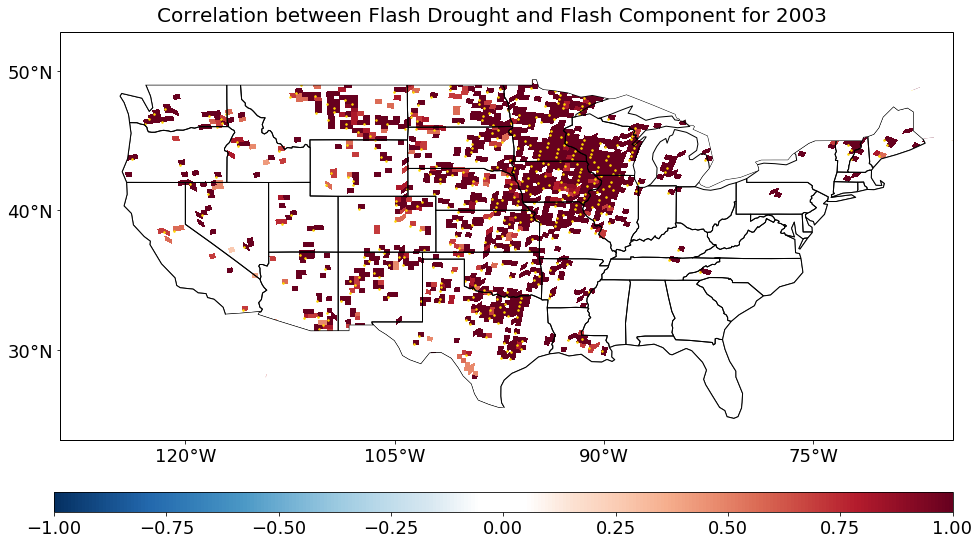 Correlation between Flash Drought and Flash Component for 2003
50°N
40°N
30°N
120°W 105°W 90°W 75°W
−1.00 −0.75 −0.50 −0.25 0.00 0.25 0.50 0.75 1.00